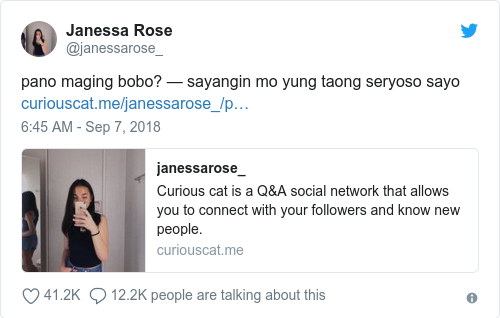 Janessa Rose
@janessarose_
pano maging bobo? — sayangin mo yung taong seryoso sayo
curiouscat.me/janessarose_/p…
6:45 AM - Sep 7, 2018
janessarose_
Curious cat is a Q&A social network that allows
you to connect with your followers and know new
people.
curiouscat.me
41.2K 12.2K people are talking about this